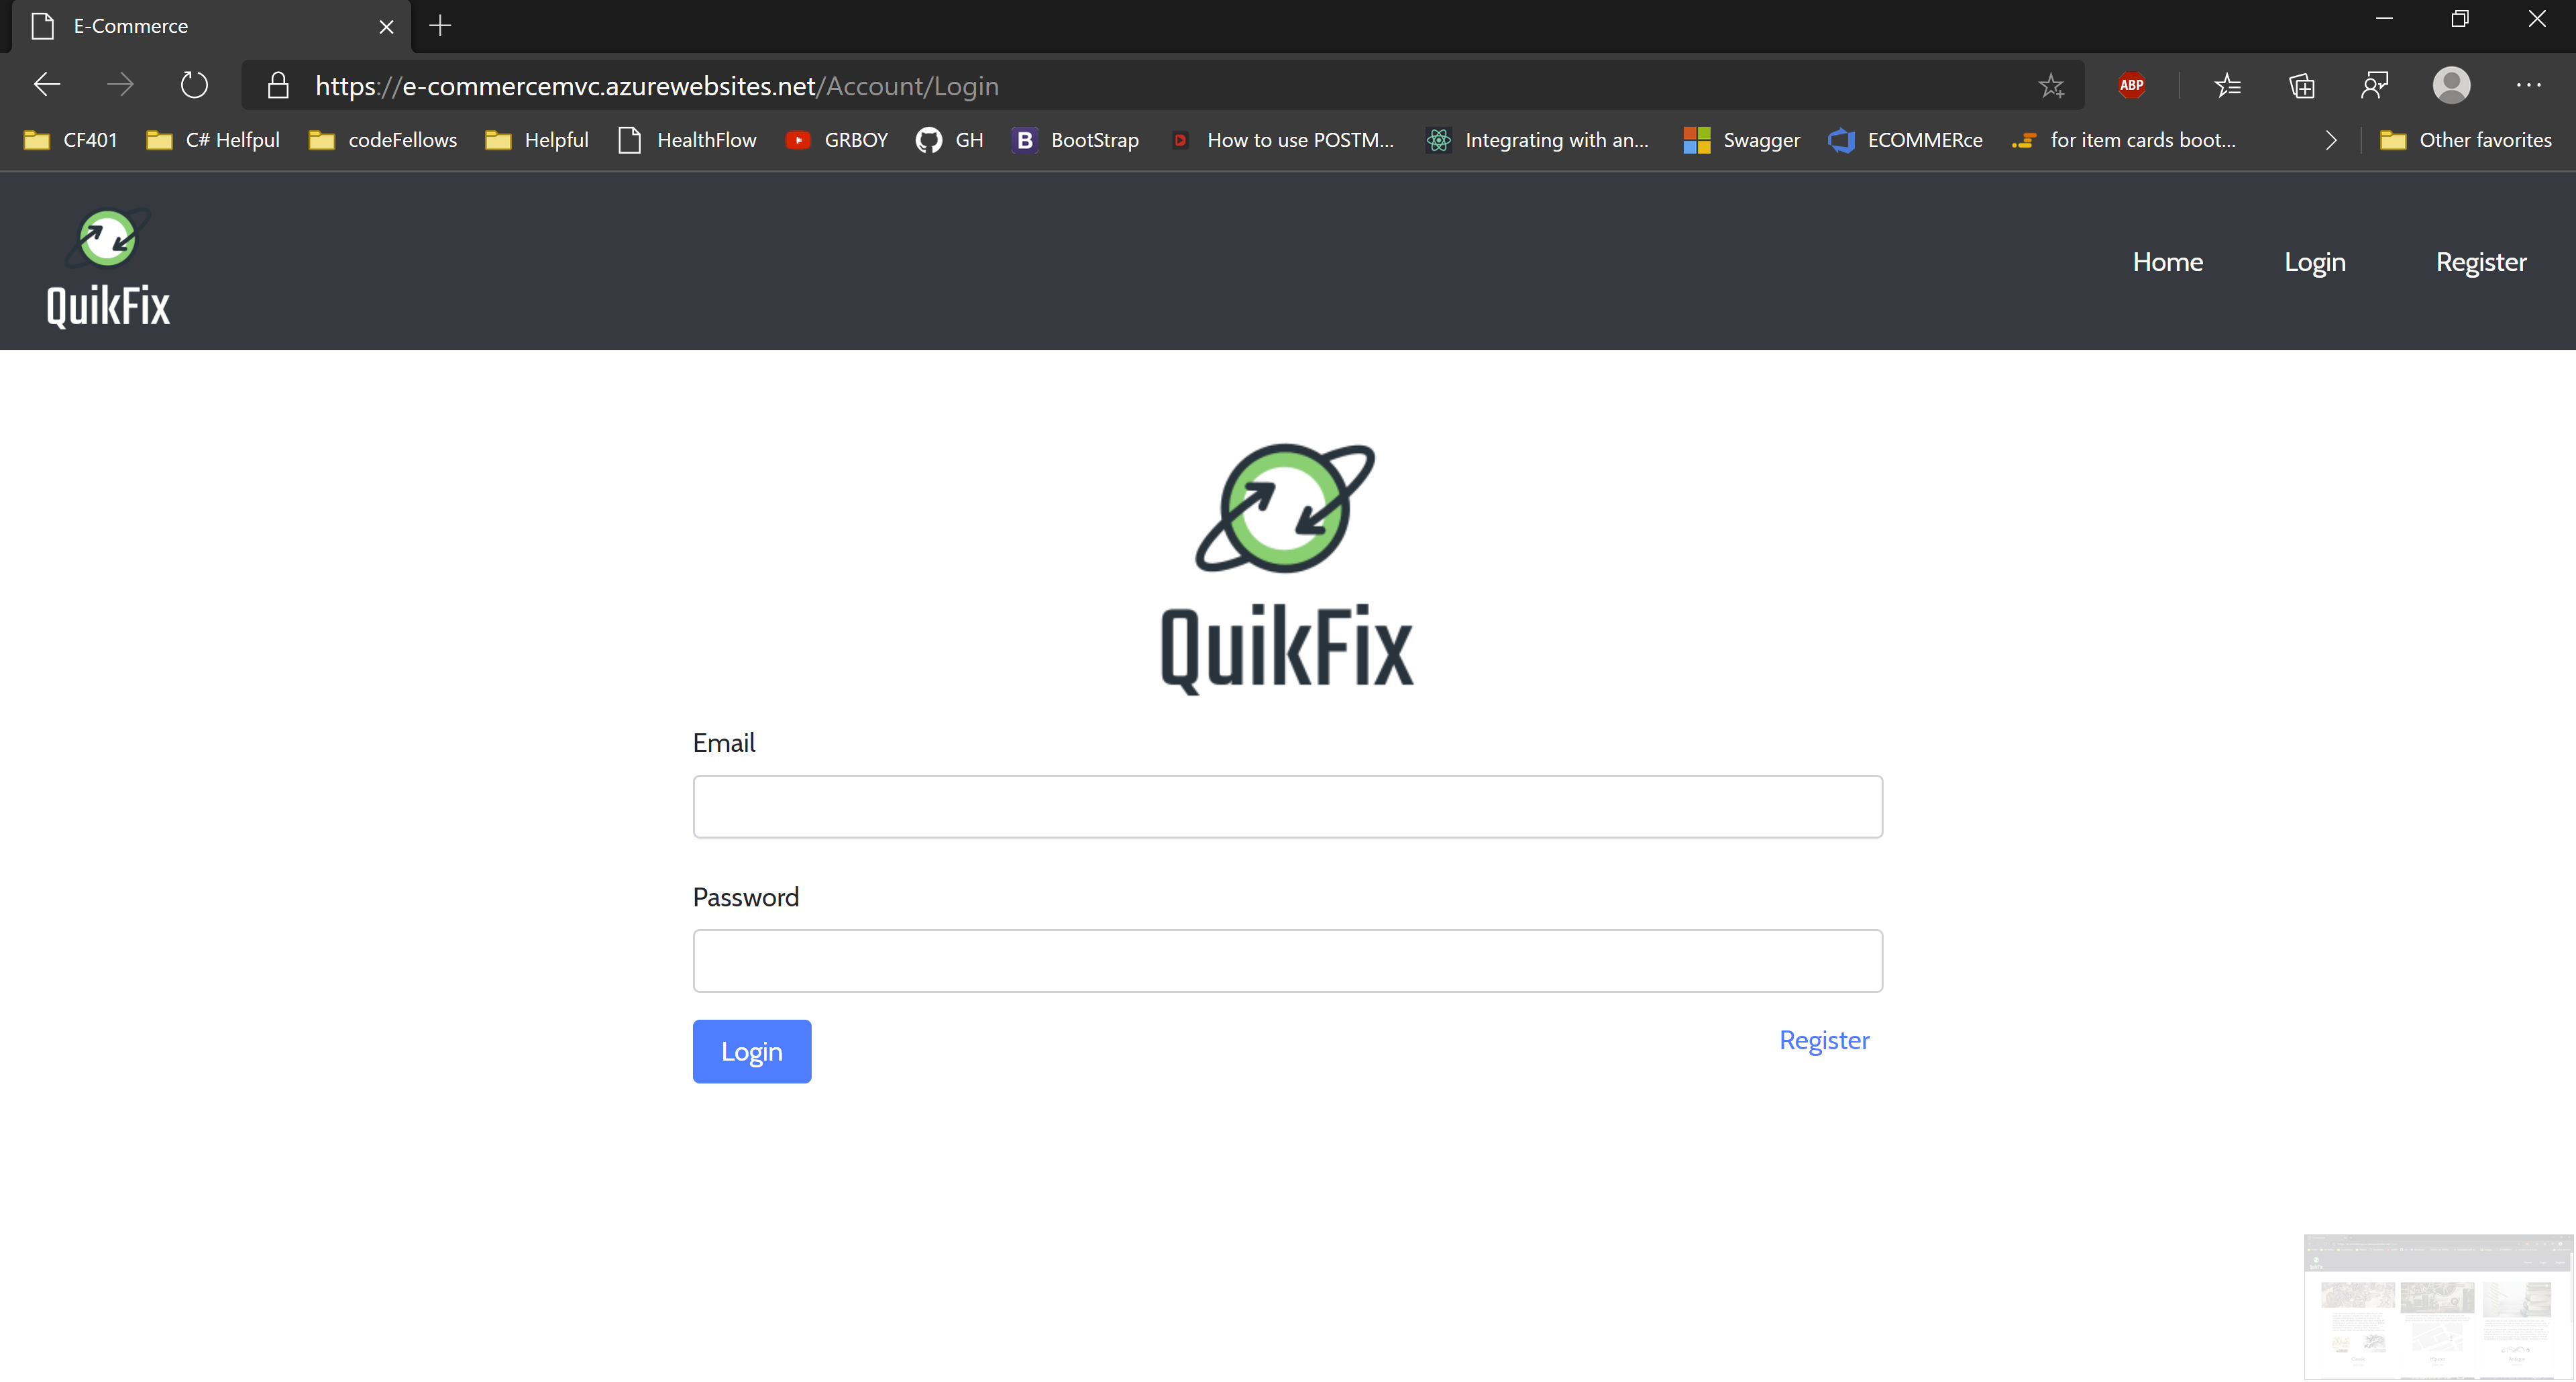 E-Commerce
https://e-commercemvc.azurewebsites.net/Account/Login
ABP
CF401 C# Helfpul codeFellows Helpful HealthFlow GRBOY GH B BootStrap How to use POSTM... Integrating with an... Swagger ECOMMERce for item cards boot... Other favorites
QuikFix
Home Login Register
QuikFix
Email
Password
Login Register